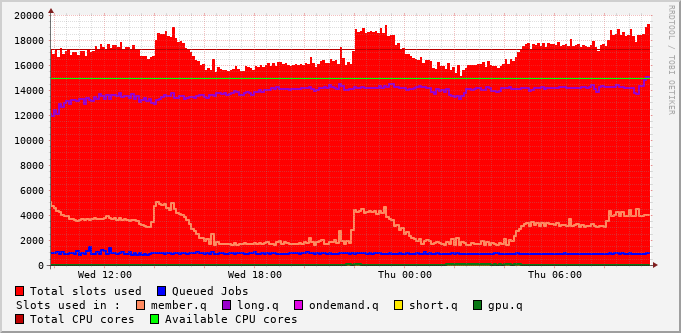 20000
18000
16000
14000
12000
10000
8000
6000
4000
2000
0
Wed 12:00 Wed 18:00 Thu 00:00 Thu 06:00
RRDTOOL / TOBI OETIKER
Total slots used Queued Jobs
Slots used in : member.q long.q ondemand.q short.q gpu.q
Total CPU cores Available CPU cores